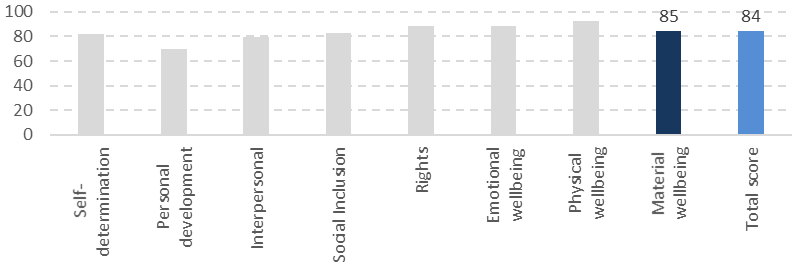 100
80
60
40
20
0
85
84
Self-
determination
Personal
development
Interpersonal
Social Inclusion
Rights
Emotional
wellbeing
Physical
wellbeing
Material
wellbeing
Total score